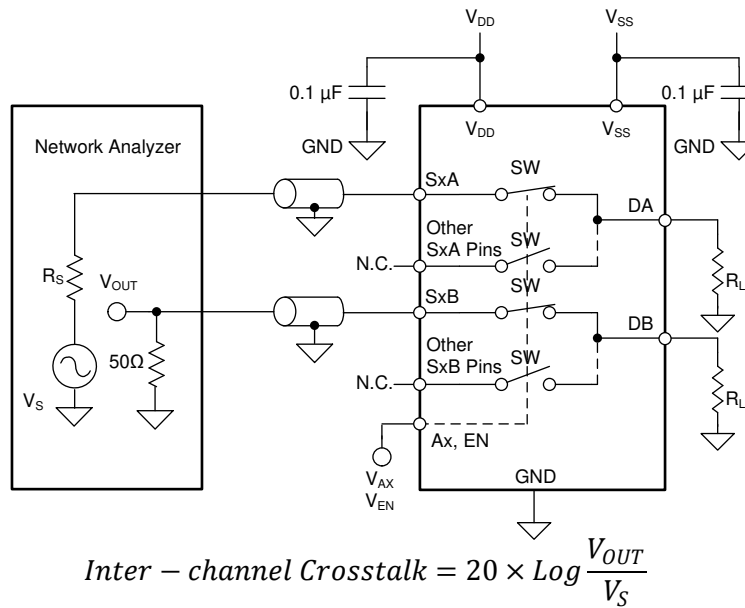 V_DD
V_SS
0.1 µF
0.1 µF
GND
V_DD
V_SS
GND
Network Analyzer
SxA
SW
DA
Other
SxA Pins
SW
N.C.
R_S
V_OUT
SW
SxB
R_L
DB
50Ω
Other
SxB Pins
SW
N.C.
V_S
R_L
Ax, EN
V_AX
V_EN
GND
Inter − channel Crosstalk = 20 × Log V_OUT / V_S